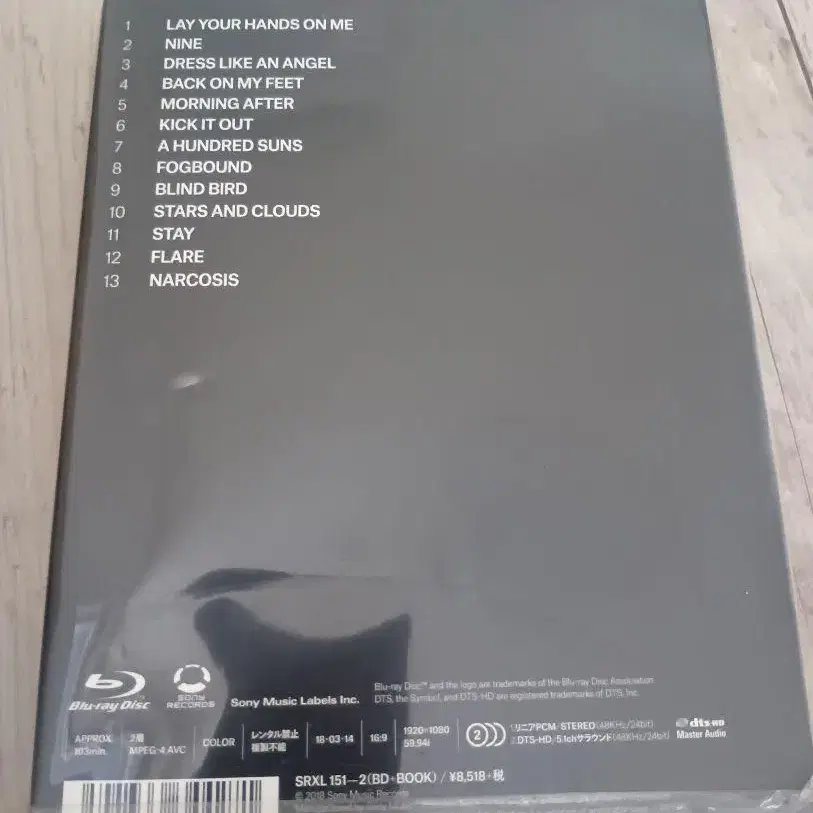 1 LAY YOUR HANDS ON ME
2 NINE
3 DRESS LIKE AN ANGEL
4 BACK ON MY FEET
5 MORNING AFTER
6 KICK IT OUT
7 A HUNDRED SUNS
8 FOGBOUND
9 BLIND BIRD
10 STARS AND CLOUDS
11 STAY
12 FLARE
13 NARCOSIS
Blu-ray Disc
SONY RECORDS
Sony Music Labels Inc.
Blu-ray Disc™ and the logo are trademarks of the Blu-ray Disc Association
DTS, the Symbol, and DTS-HD are registered trademarks of DTS, Inc.
APPROX. 103min.
2層 MPEG-4 AVC
COLOR
レンタル禁止 複製不能
18-03-14
16:9
1920×1080 59.94i
2
1.リニアPCM/STEREO(48KHz/24bit)
2.DTS-HD/5.1chサラウンド(48KHz/24bit)
dts-HD Master Audio
SRXL 151—2(BD+BOOK) / ¥8,518+税
© 2018 Sony Music Records